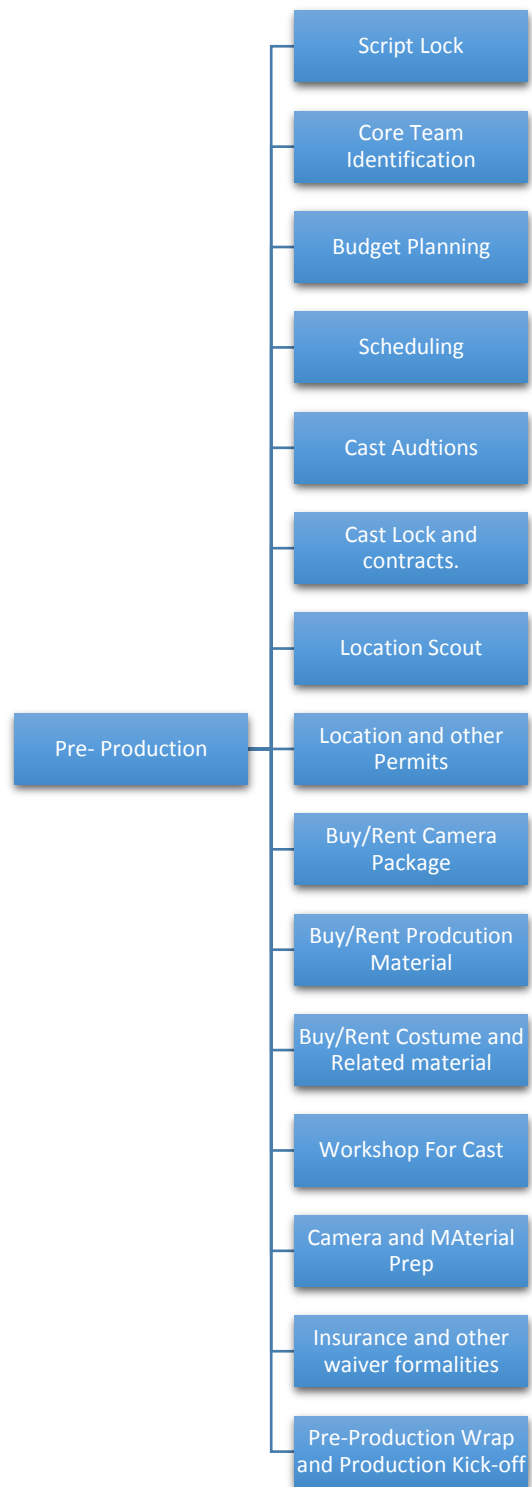 Script Lock
Core Team
Identification
Budget Planning
Scheduling
Cast Audtions
Cast Lock and
contracts.
Location Scout
Pre- Production
Location and other
Permits
Buy/Rent Camera
Package
Buy/Rent Prodcution
Material
Buy/Rent Costume and
Related material
Workshop For Cast
Camera and MAterial
Prep
Insurance and other
waiver formalities
Pre-Production Wrap
and Production Kick-off